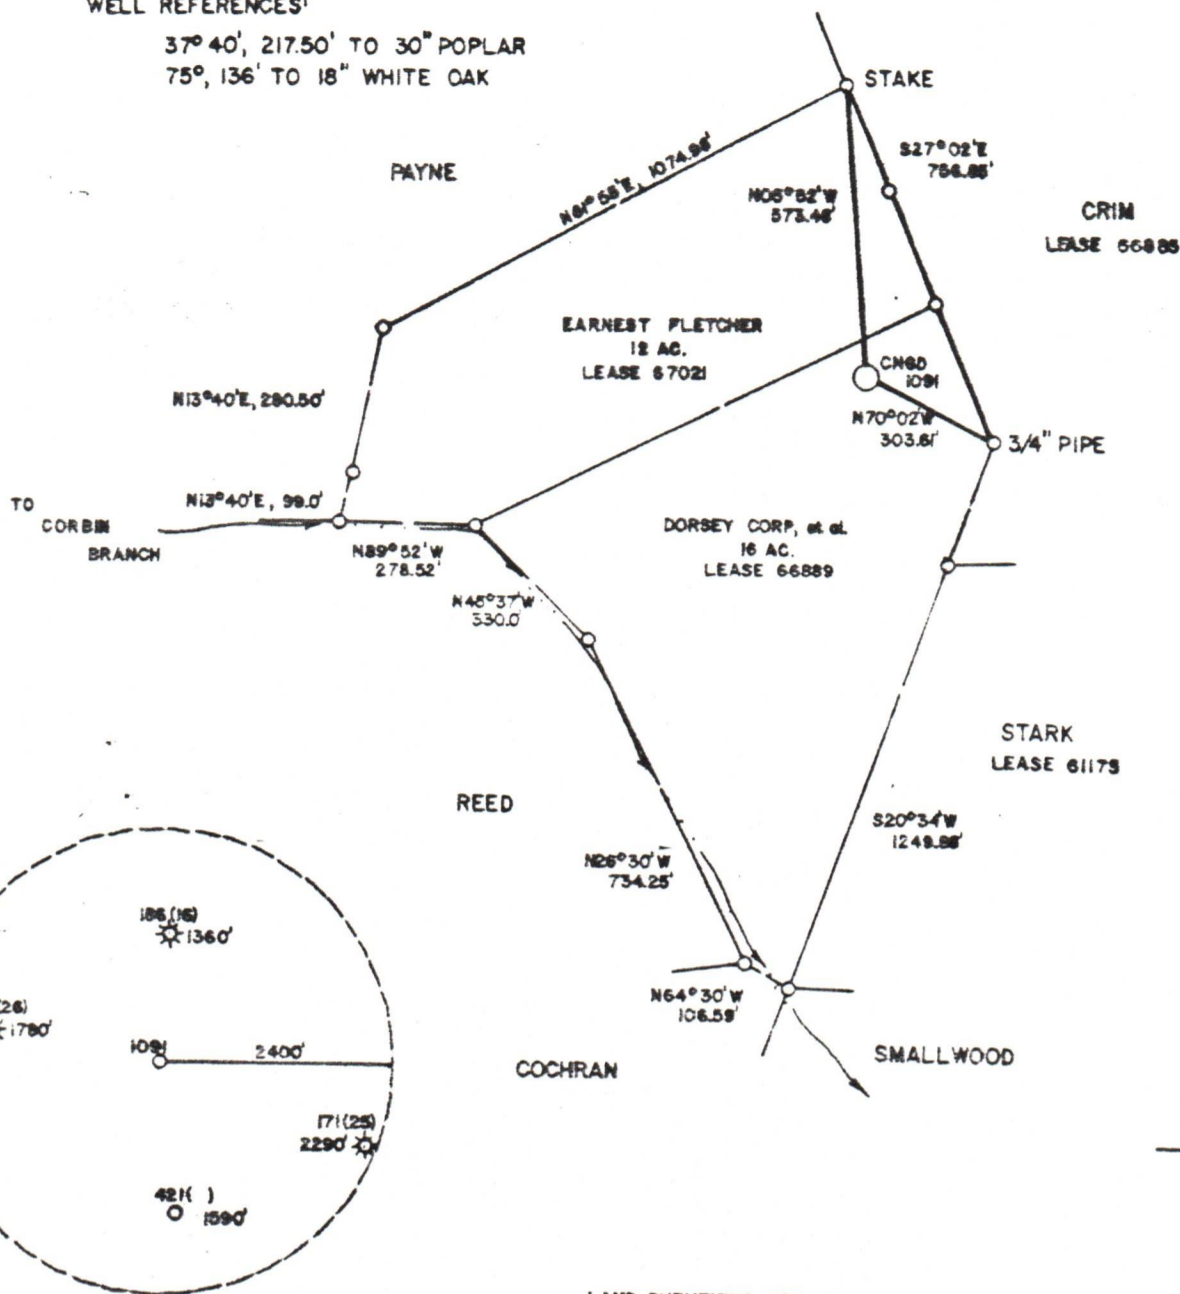 WELL REFERENCES:
37° 40', 217.50' TO 30" POPLAR
75°, 136' TO 18" WHITE OAK
STAKE
PAYNE
N61°55'E, 1074.96'
S27°02'E
756.85'
N05°52'W
573.46'
CRIM
LEASE 66885
EARNEST FLETCHER
12 AC.
LEASE 67021
CNGD
1091
N70°02'W
303.61'
3/4" PIPE
N13°40'E, 280.50'
N13°40'E, 99.0'
TO
CORBIN
BRANCH
N89°52'W
278.52'
DORSEY CORP, et al.
16 AC.
LEASE 66889
N45°37'W
330.0'
STARK
LEASE 61173
REED
S20°34'W
1249.86'
N26°30'W
734.25'
186 (16)
1360'
(26)
1780'
1091
2400'
N64°30'W
106.59'
COCHRAN
SMALLWOOD
171 (25)
2290'
421 ( )
1590'